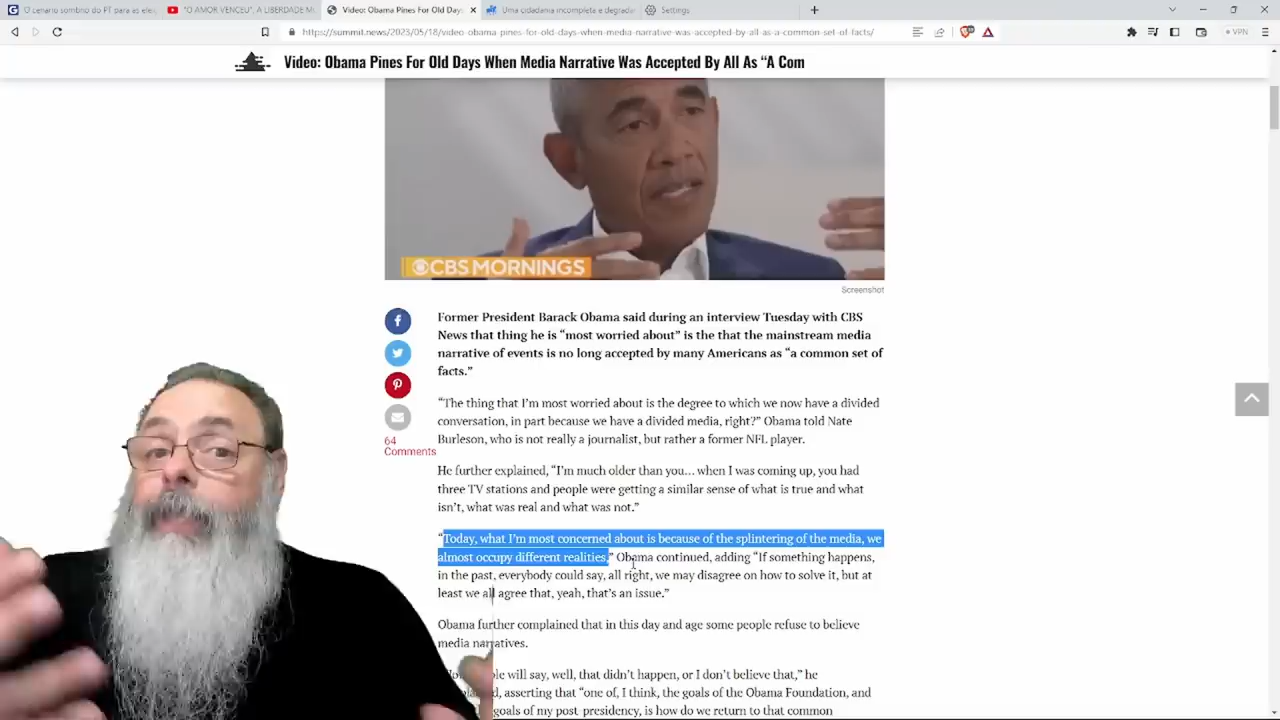 O cenário sombrio do PT para as elei
"O AMOR VENCEU", A LIBERDADE M
Video: Obama Pines For Old Days
Uma cidadania incompleta e degrada
Settings
https://summit.news/2023/05/18/video-obama-pines-for-old-days-when-media-narrative-was-accepted-by-all-as-a-common-set-of-facts/
VPN
Video: Obama Pines For Old Days When Media Narrative Was Accepted By All As “A Com
CBS MORNINGS
Screenshot
Former President Barack Obama said during an interview Tuesday with CBS
News that thing he is “most worried about” is the that the mainstream media
narrative of events is no long accepted by many Americans as “a common set of
facts.”
64
Comments
“The thing that I’m most worried about is the degree to which we now have a divided
conversation, in part because we have a divided media, right?” Obama told Nate
Burleson, who is not really a journalist, but rather a former NFL player.
He further explained, “I’m much older than you… when I was coming up, you had
three TV stations and people were getting a similar sense of what is true and what
isn’t, what was real and what was not.”
“Today, what I’m most concerned about is because of the splintering of the media, we
almost occupy different realities,” Obama continued, adding “If something happens,
in the past, everybody could say, all right, we may disagree on how to solve it, but at
least we all agree that, yeah, that’s an issue.”
Obama further complained that in this day and age some people refuse to believe
media narratives.
will say, well, that didn’t happen, or I don’t believe that,” he
asserting that “one of, I think, the goals of the Obama Foundation, and
goals of my post-presidency, is how do we return to that common